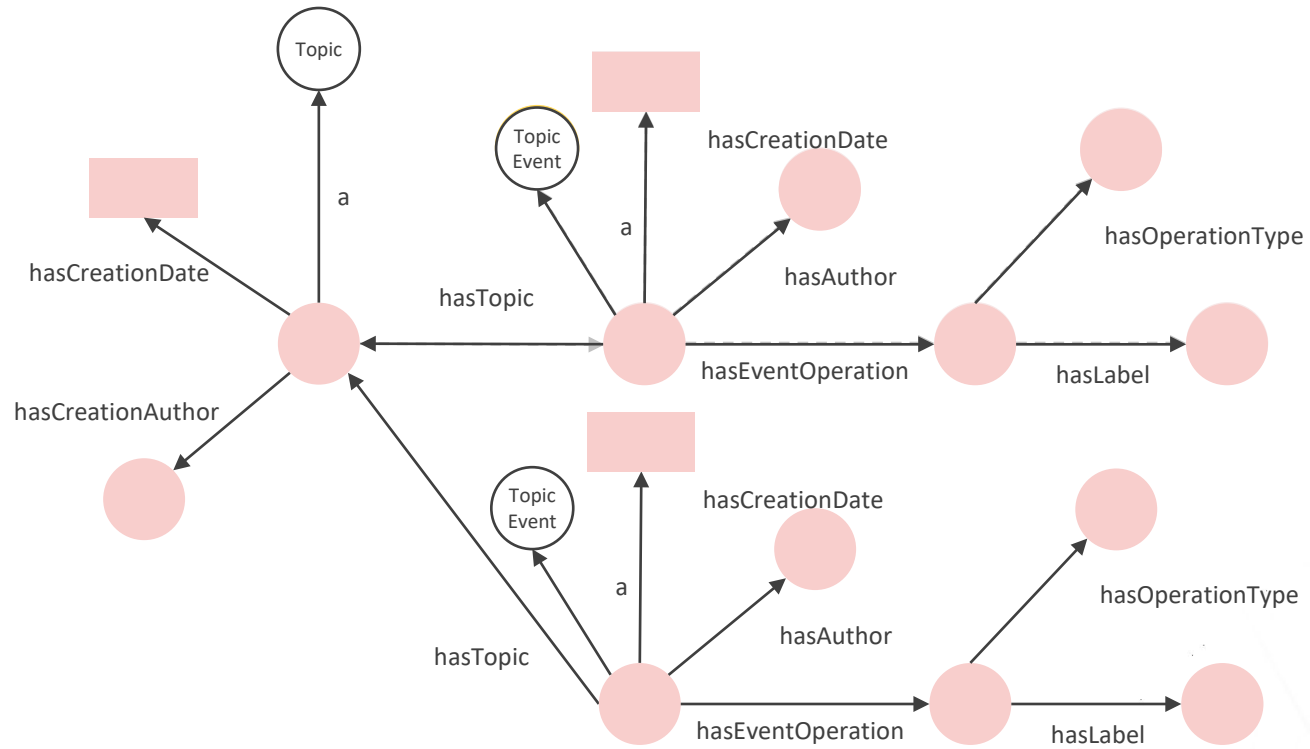 Topic
Topic
Event
hasCreationDate
a
a
hasOperationType
hasCreationDate
hasAuthor
hasTopic
hasEventOperation
hasLabel
hasCreationAuthor
Topic
Event
hasCreationDate
a
hasOperationType
hasAuthor
hasTopic
hasEventOperation
hasLabel